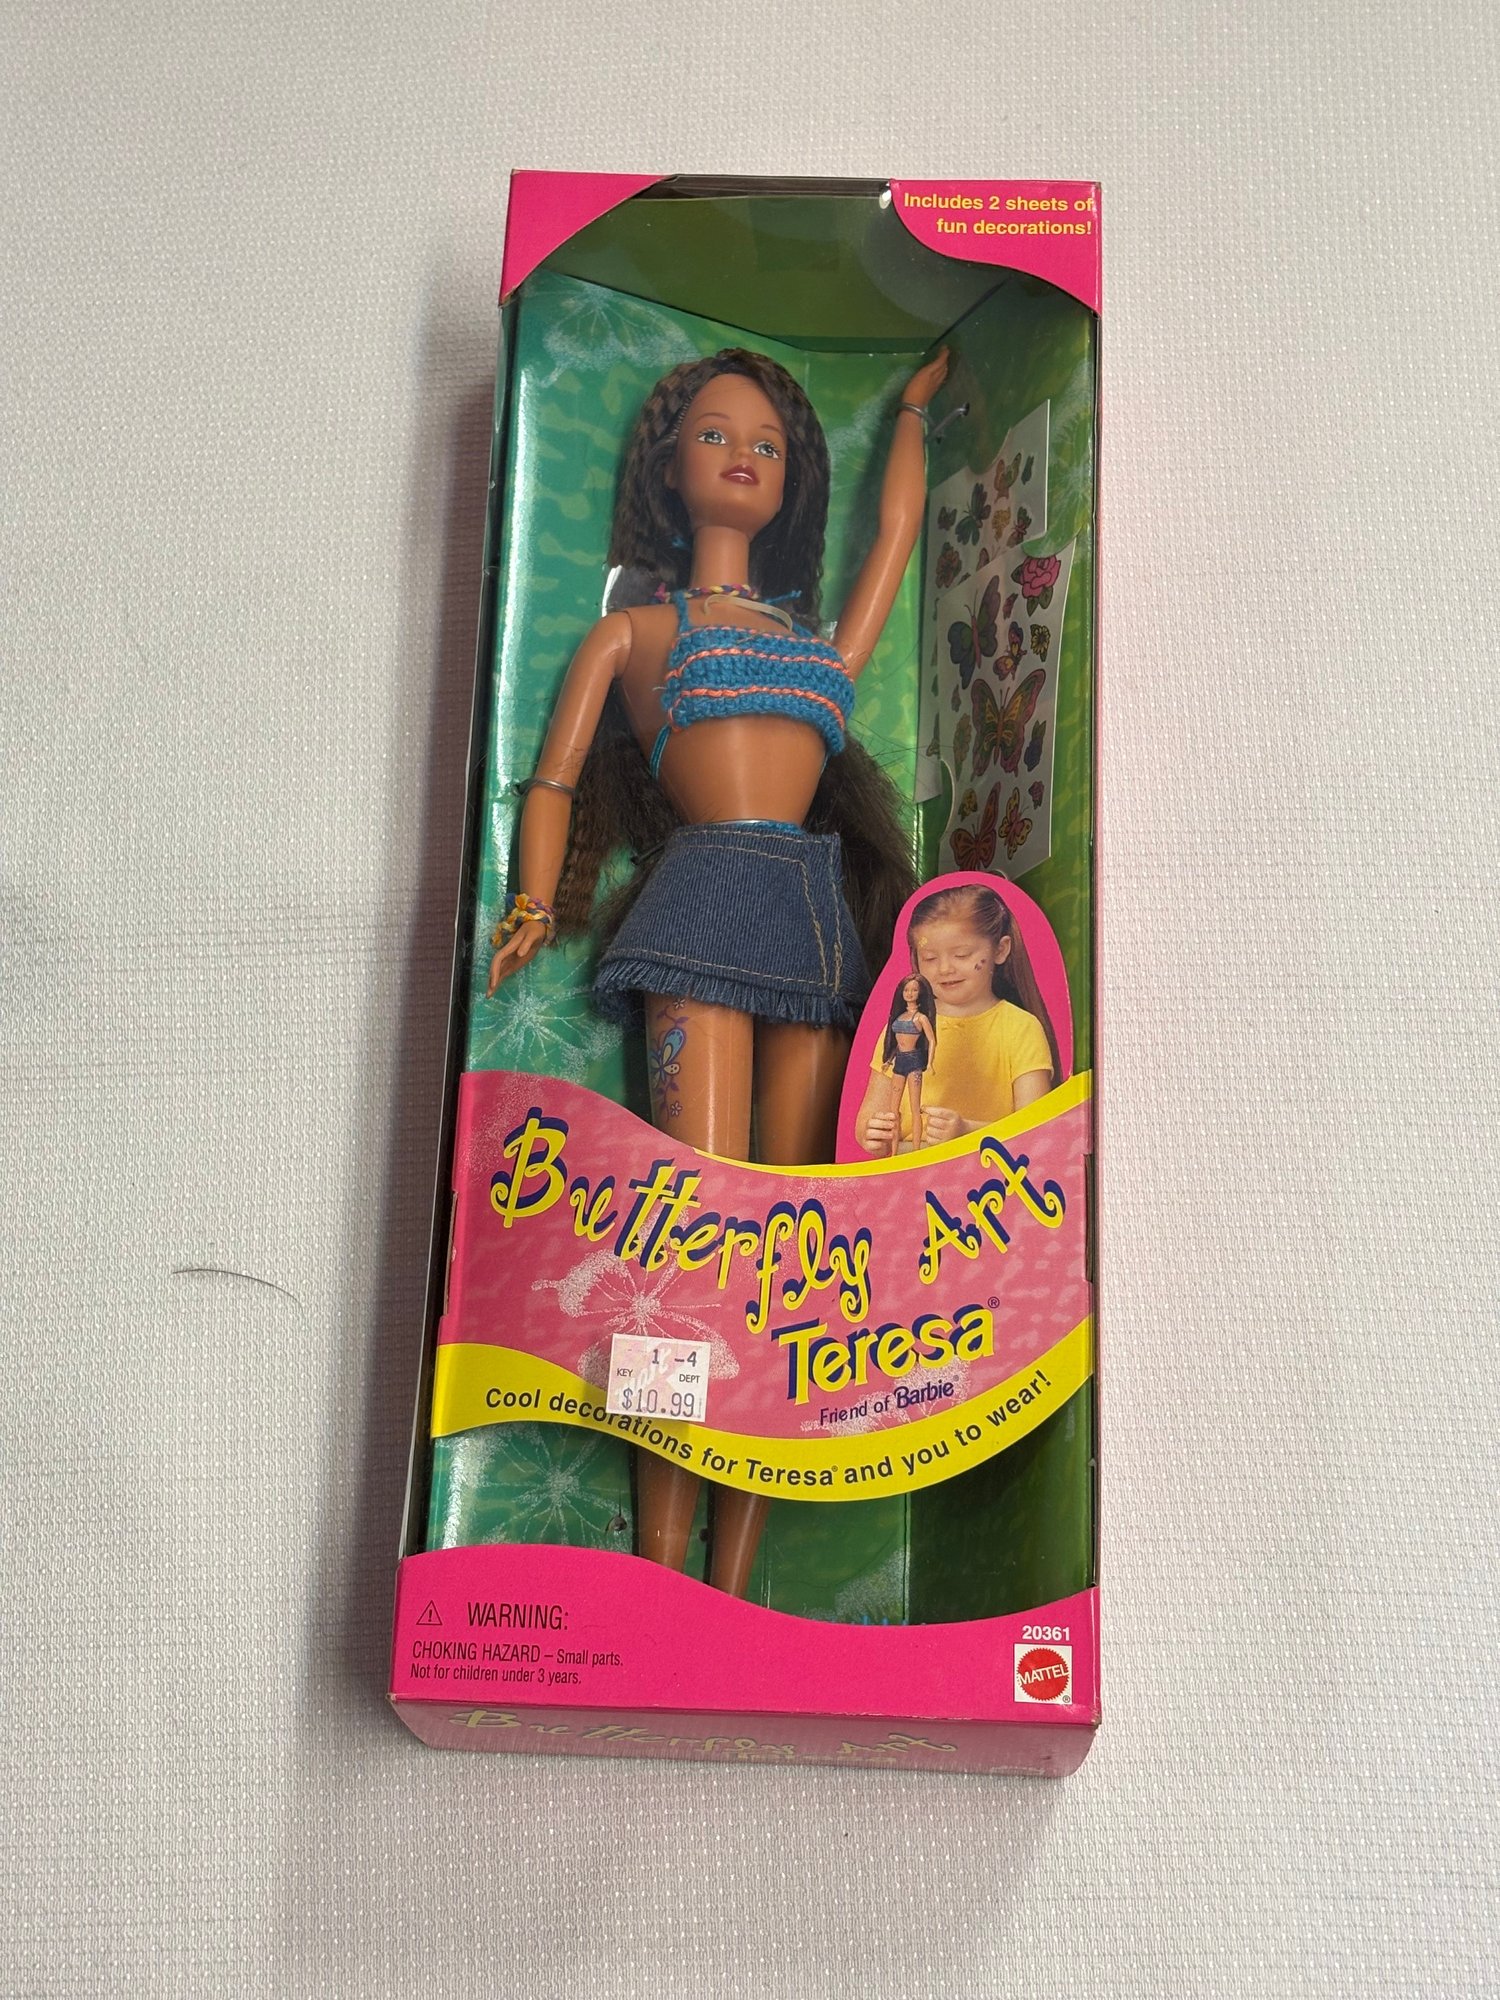 Includes 2 sheets of
fun decorations!
Butterfly Art
Teresa®
Friend of Barbie®
1 -4
KEY DEPT
$10.99
Cool decorations for Teresa® and you to wear!
⚠ WARNING:
CHOKING HAZARD – Small parts.
Not for children under 3 years.
20361
MATTEL
®
Butterfly Art